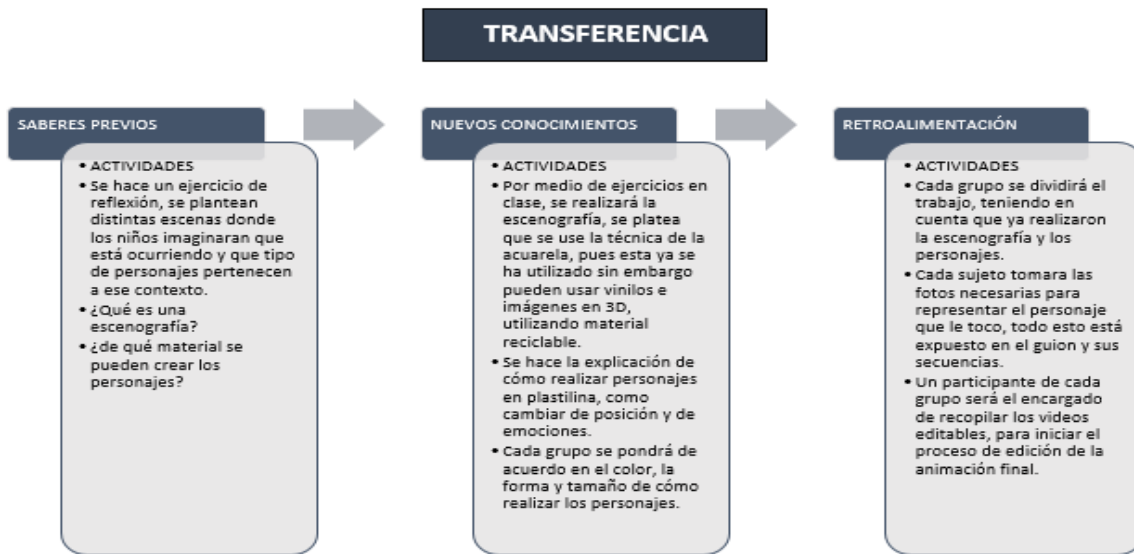 TRANSFERENCIA
SABERES PREVIOS
• ACTIVIDADES
• Se hace un ejercicio de
reflexión, se plantean
distintas escenas donde
los niños imaginaran que
está ocurriendo y que tipo
de personajes pertenecen
a ese contexto.
• ¿Qué es una
escenografía?
• ¿de qué material se
pueden crear los
personajes?
NUEVOS CONOCIMIENTOS
• ACTIVIDADES
• Por medio de ejercicios en
clase, se realizará la
escenografía, se platea
que se use la técnica de la
acuarela, pues esta ya se
ha utilizado sin embargo
pueden usar vinilos e
imágenes en 3D,
utilizando material
reciclable.
• Se hace la explicación de
cómo realizar personajes
en plastilina, como
cambiar de posición y de
emociones.
• Cada grupo se pondrá de
acuerdo en el color, la
forma y tamaño de cómo
realizar los personajes.
RETROALIMENTACIÓN
• ACTIVIDADES
• Cada grupo se dividirá el
trabajo, teniendo en
cuenta que ya realizaron
la escenografía y los
personajes.
• Cada sujeto tomara las
fotos necesarias para
representar el personaje
que le toco, todo esto está
expuesto en el guion y sus
secuencias.
• Un participante de cada
grupo será el encargado
de recopilar los videos
editables, para iniciar el
proceso de edición de la
animación final.